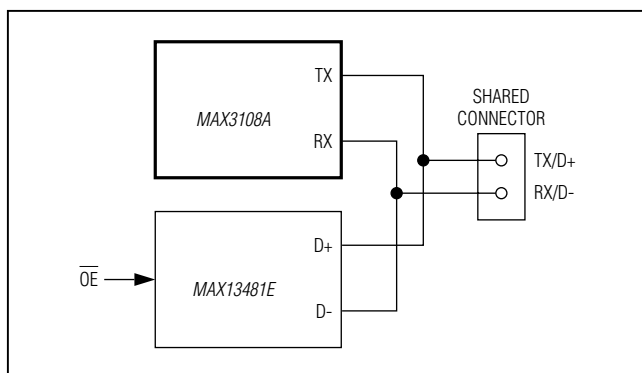 TX
MAX3108A
RX
SHARED
CONNECTOR
TX/D+
RX/D-
D+
OE
MAX13481E
D-